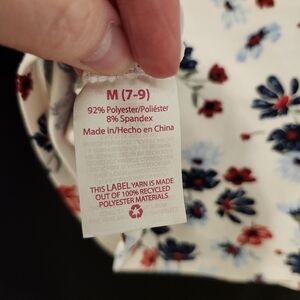 M (7-9)
92% Polyester/Poliéster
8% Spandex
Made in/Hecho en China
THIS LABEL YARN IS MADE
OUT OF 100% RECYCLED
POLYESTER MATERIALS